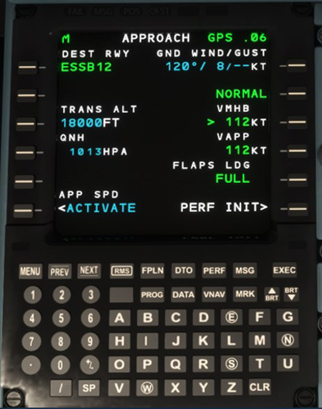 M APPROACH GPS .06
DEST RWY GND WIND/GUST
ESSB12 120°/ 8/--KT
NORMAL
TRANS ALT VMHB
18000FT > 112KT
QNH VAPP
1013HPA 112KT
FLAPS LDG
FULL
APP SPD
<ACTIVATE PERF INIT>
MENU PREV NEXT RMS FPLN DTO PERF MSG EXEC
1 2 3 PROG DATA VNAV MRK ▲ BRT BRT ▼
4 5 6 A B C D E F G
7 8 9 H I J K L M N
· 0 +/- O P Q R S T U
/ SP V W X Y Z CLR